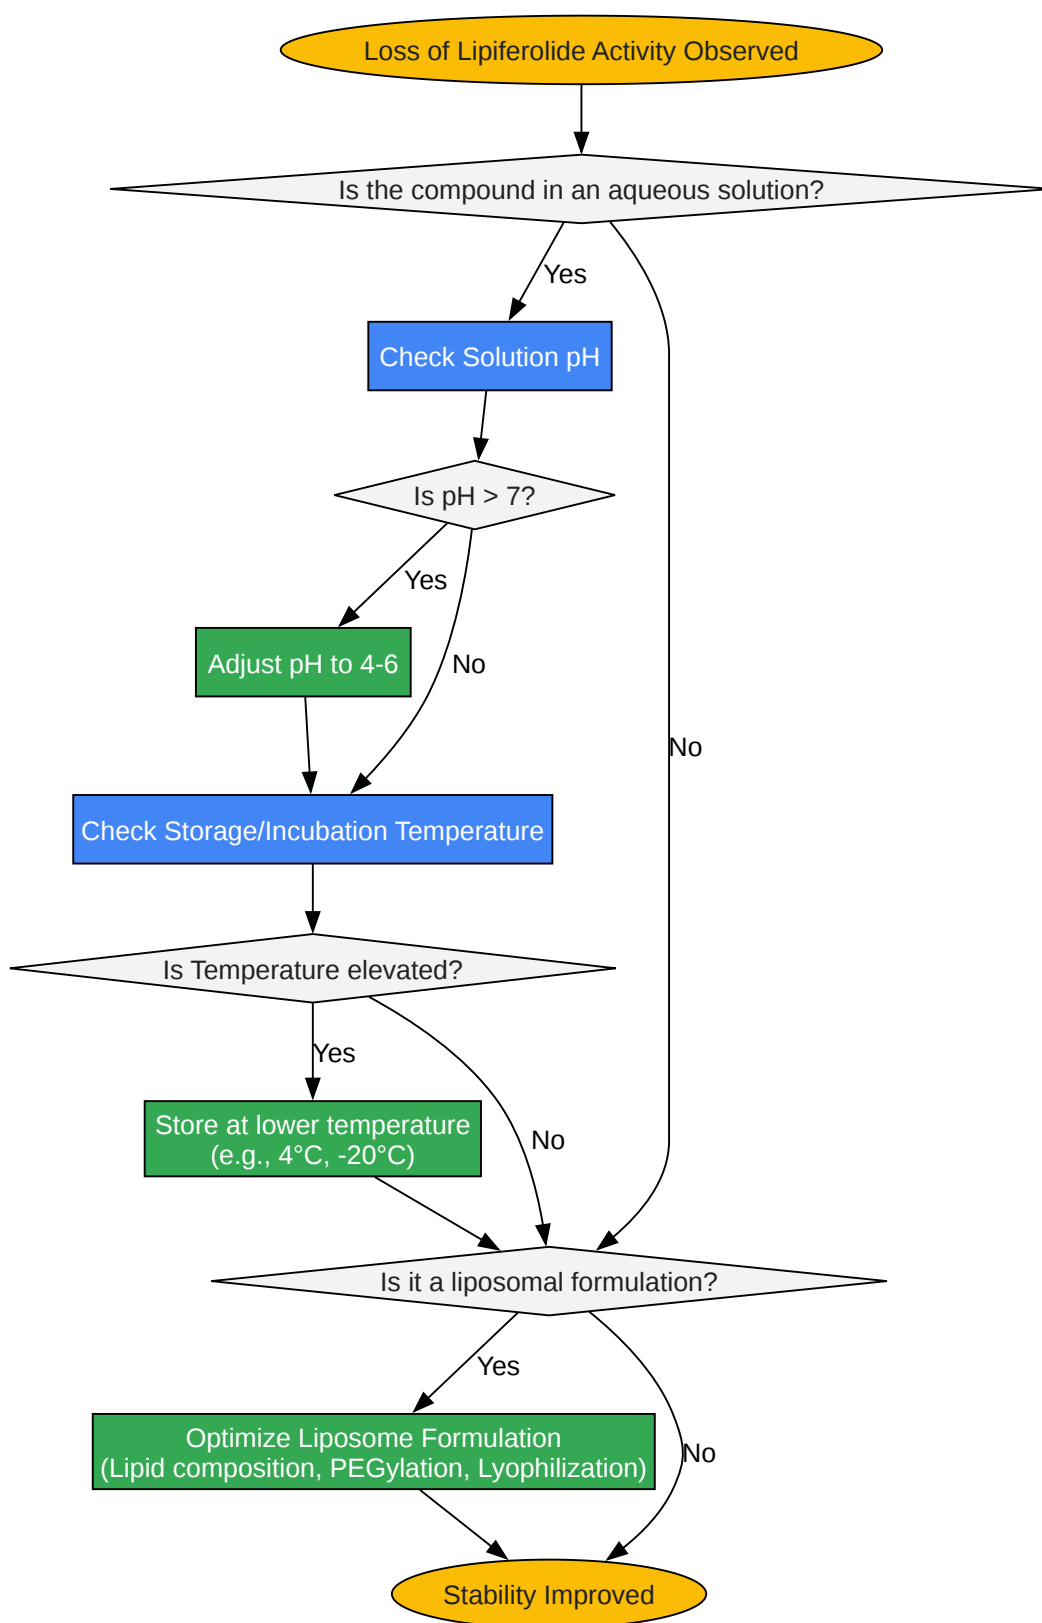 Loss of Lipiferolide Activity Observed
Is the compound in an aqueous solution?
Yes
Check Solution pH
Is pH > 7?
Yes
Adjust pH to 4-6
No
No
Check Storage/Incubation Temperature
Is Temperature elevated?
Yes
Store at lower temperature
(e.g., 4°C, -20°C)
No
Is it a liposomal formulation?
Yes
Optimize Liposome Formulation
(Lipid composition, PEGylation, Lyophilization)
No
Stability Improved